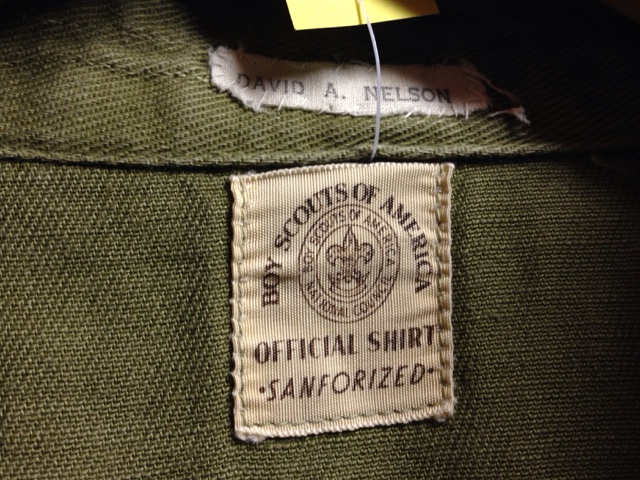 DAVID A. NELSON
BOY SCOUTS OF AMERICA
BOY SCOUTS OF AMERICA
NATIONAL COUNCIL
OFFICIAL SHIRT
•SANFORIZED•